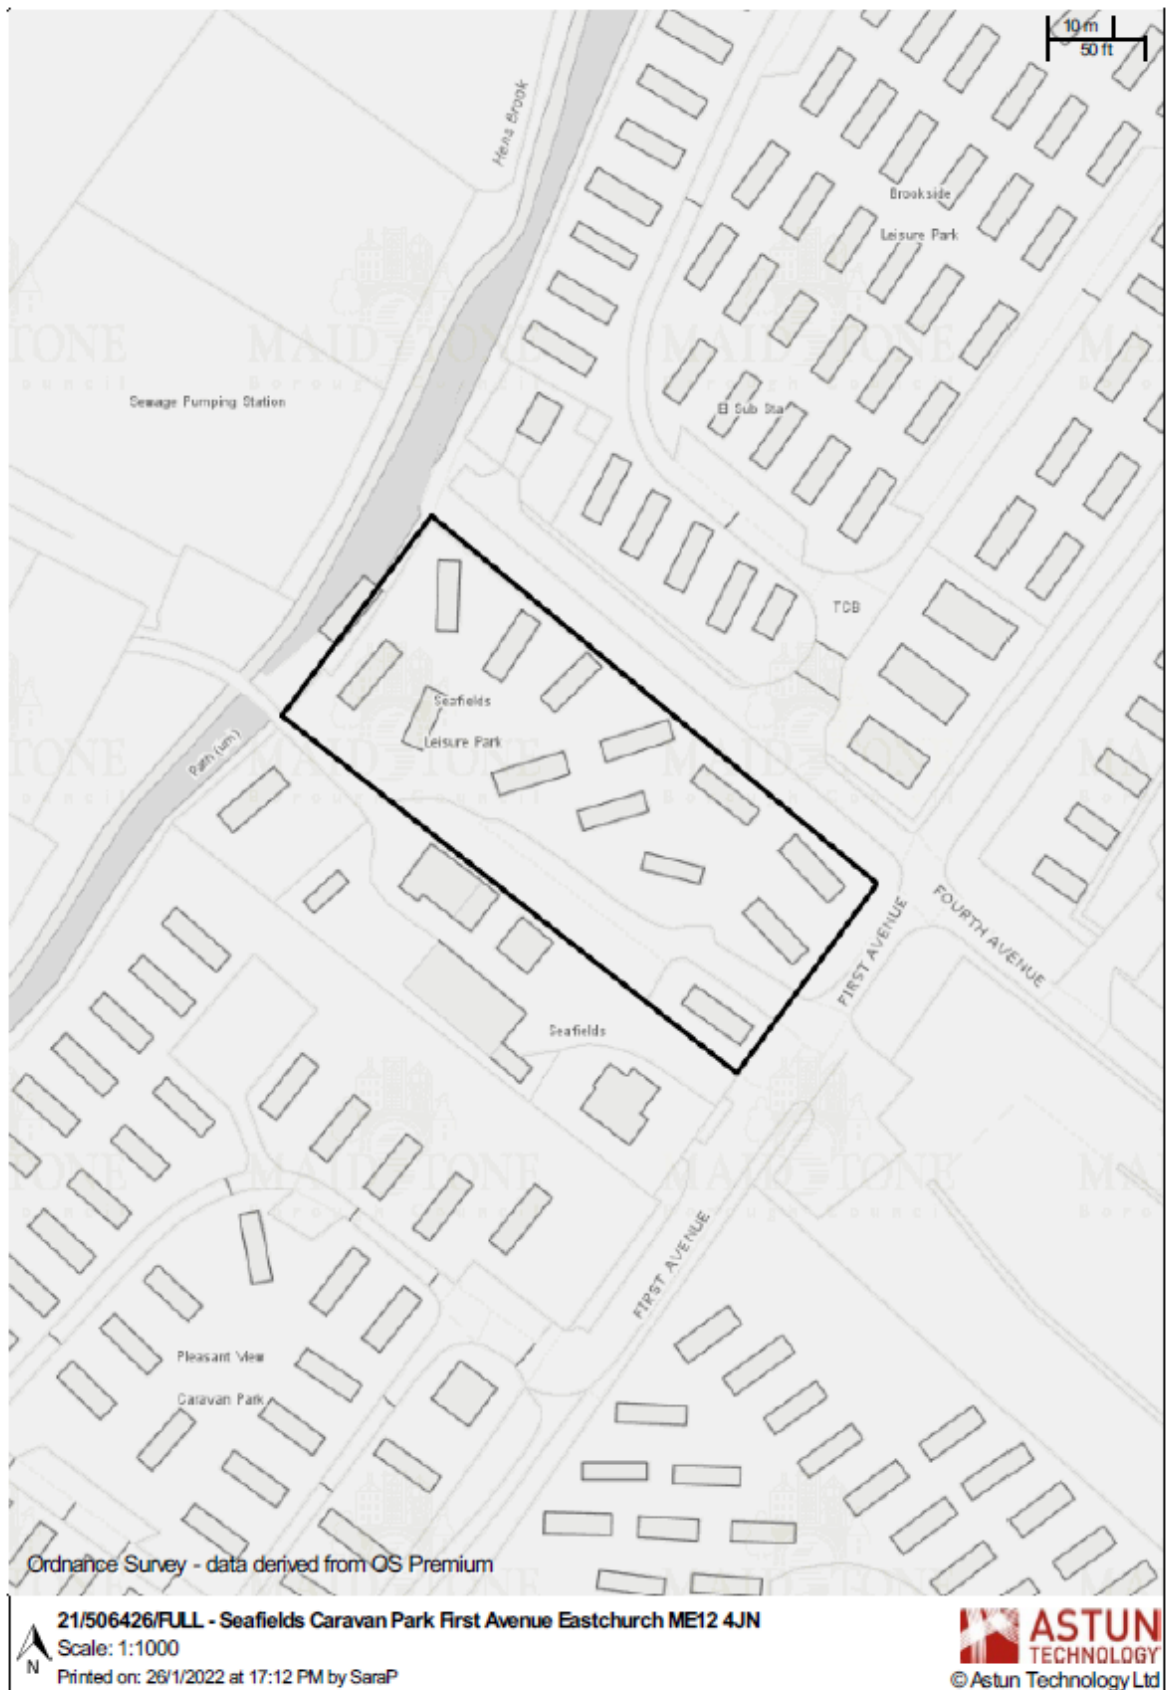 10 m
50 ft
Hens Brook
Brookside
Leisure Park
MAIDSTONE
Borough Council
Sewage Pumping Station
El Sub Sta
TCB
Seafields
Leisure Park
Path (um)
FIRST AVENUE
FOURTH AVENUE
Seafields
FIRST AVENUE
Pleasant View
Caravan Park
Ordnance Survey - data derived from OS Premium
N
21/506426/FULL - Seafields Caravan Park First Avenue Eastchurch ME12 4JN
Scale: 1:1000
Printed on: 26/1/2022 at 17:12 PM by SaraP
ASTUN
TECHNOLOGY
© Astun Technology Ltd